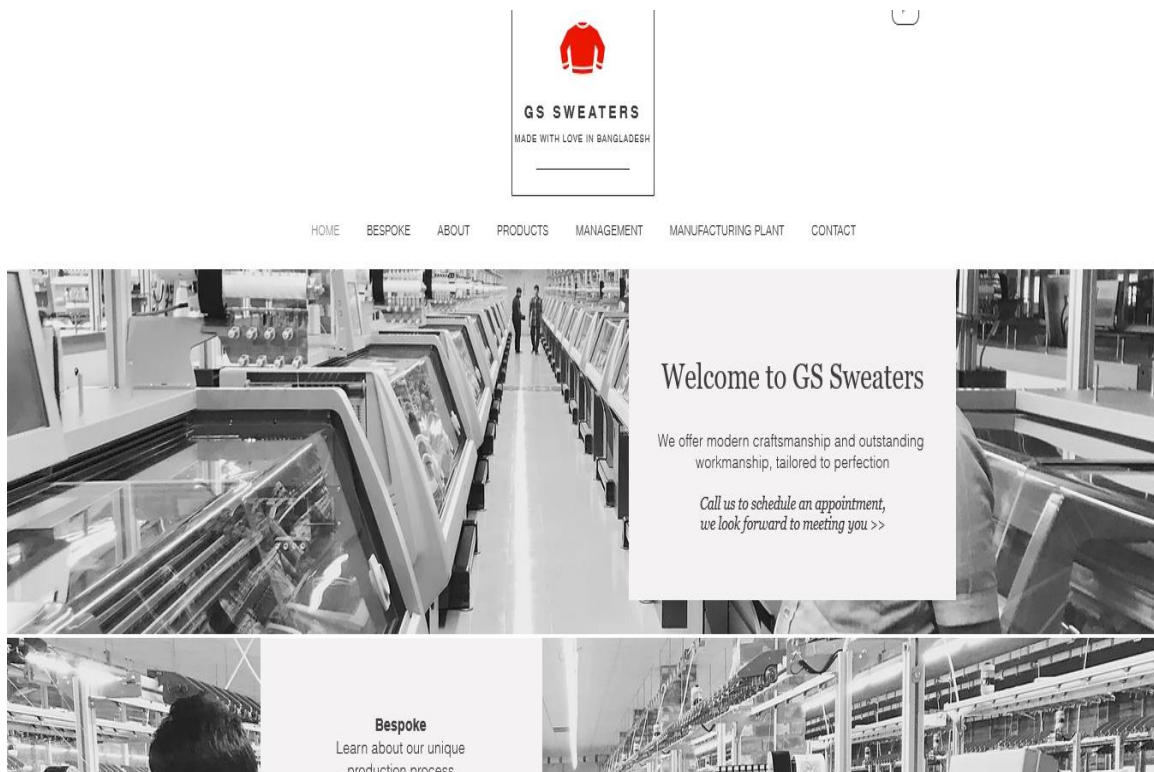 GS SWEATERS
MADE WITH LOVE IN BANGLADESH
HOME BESPOKE ABOUT PRODUCTS MANAGEMENT MANUFACTURING PLANT CONTACT
Welcome to GS Sweaters
We offer modern craftsmanship and outstanding
workmanship, tailored to perfection
Call us to schedule an appointment,
we look forward to meeting you >>
Bespoke
Learn about our unique
production process